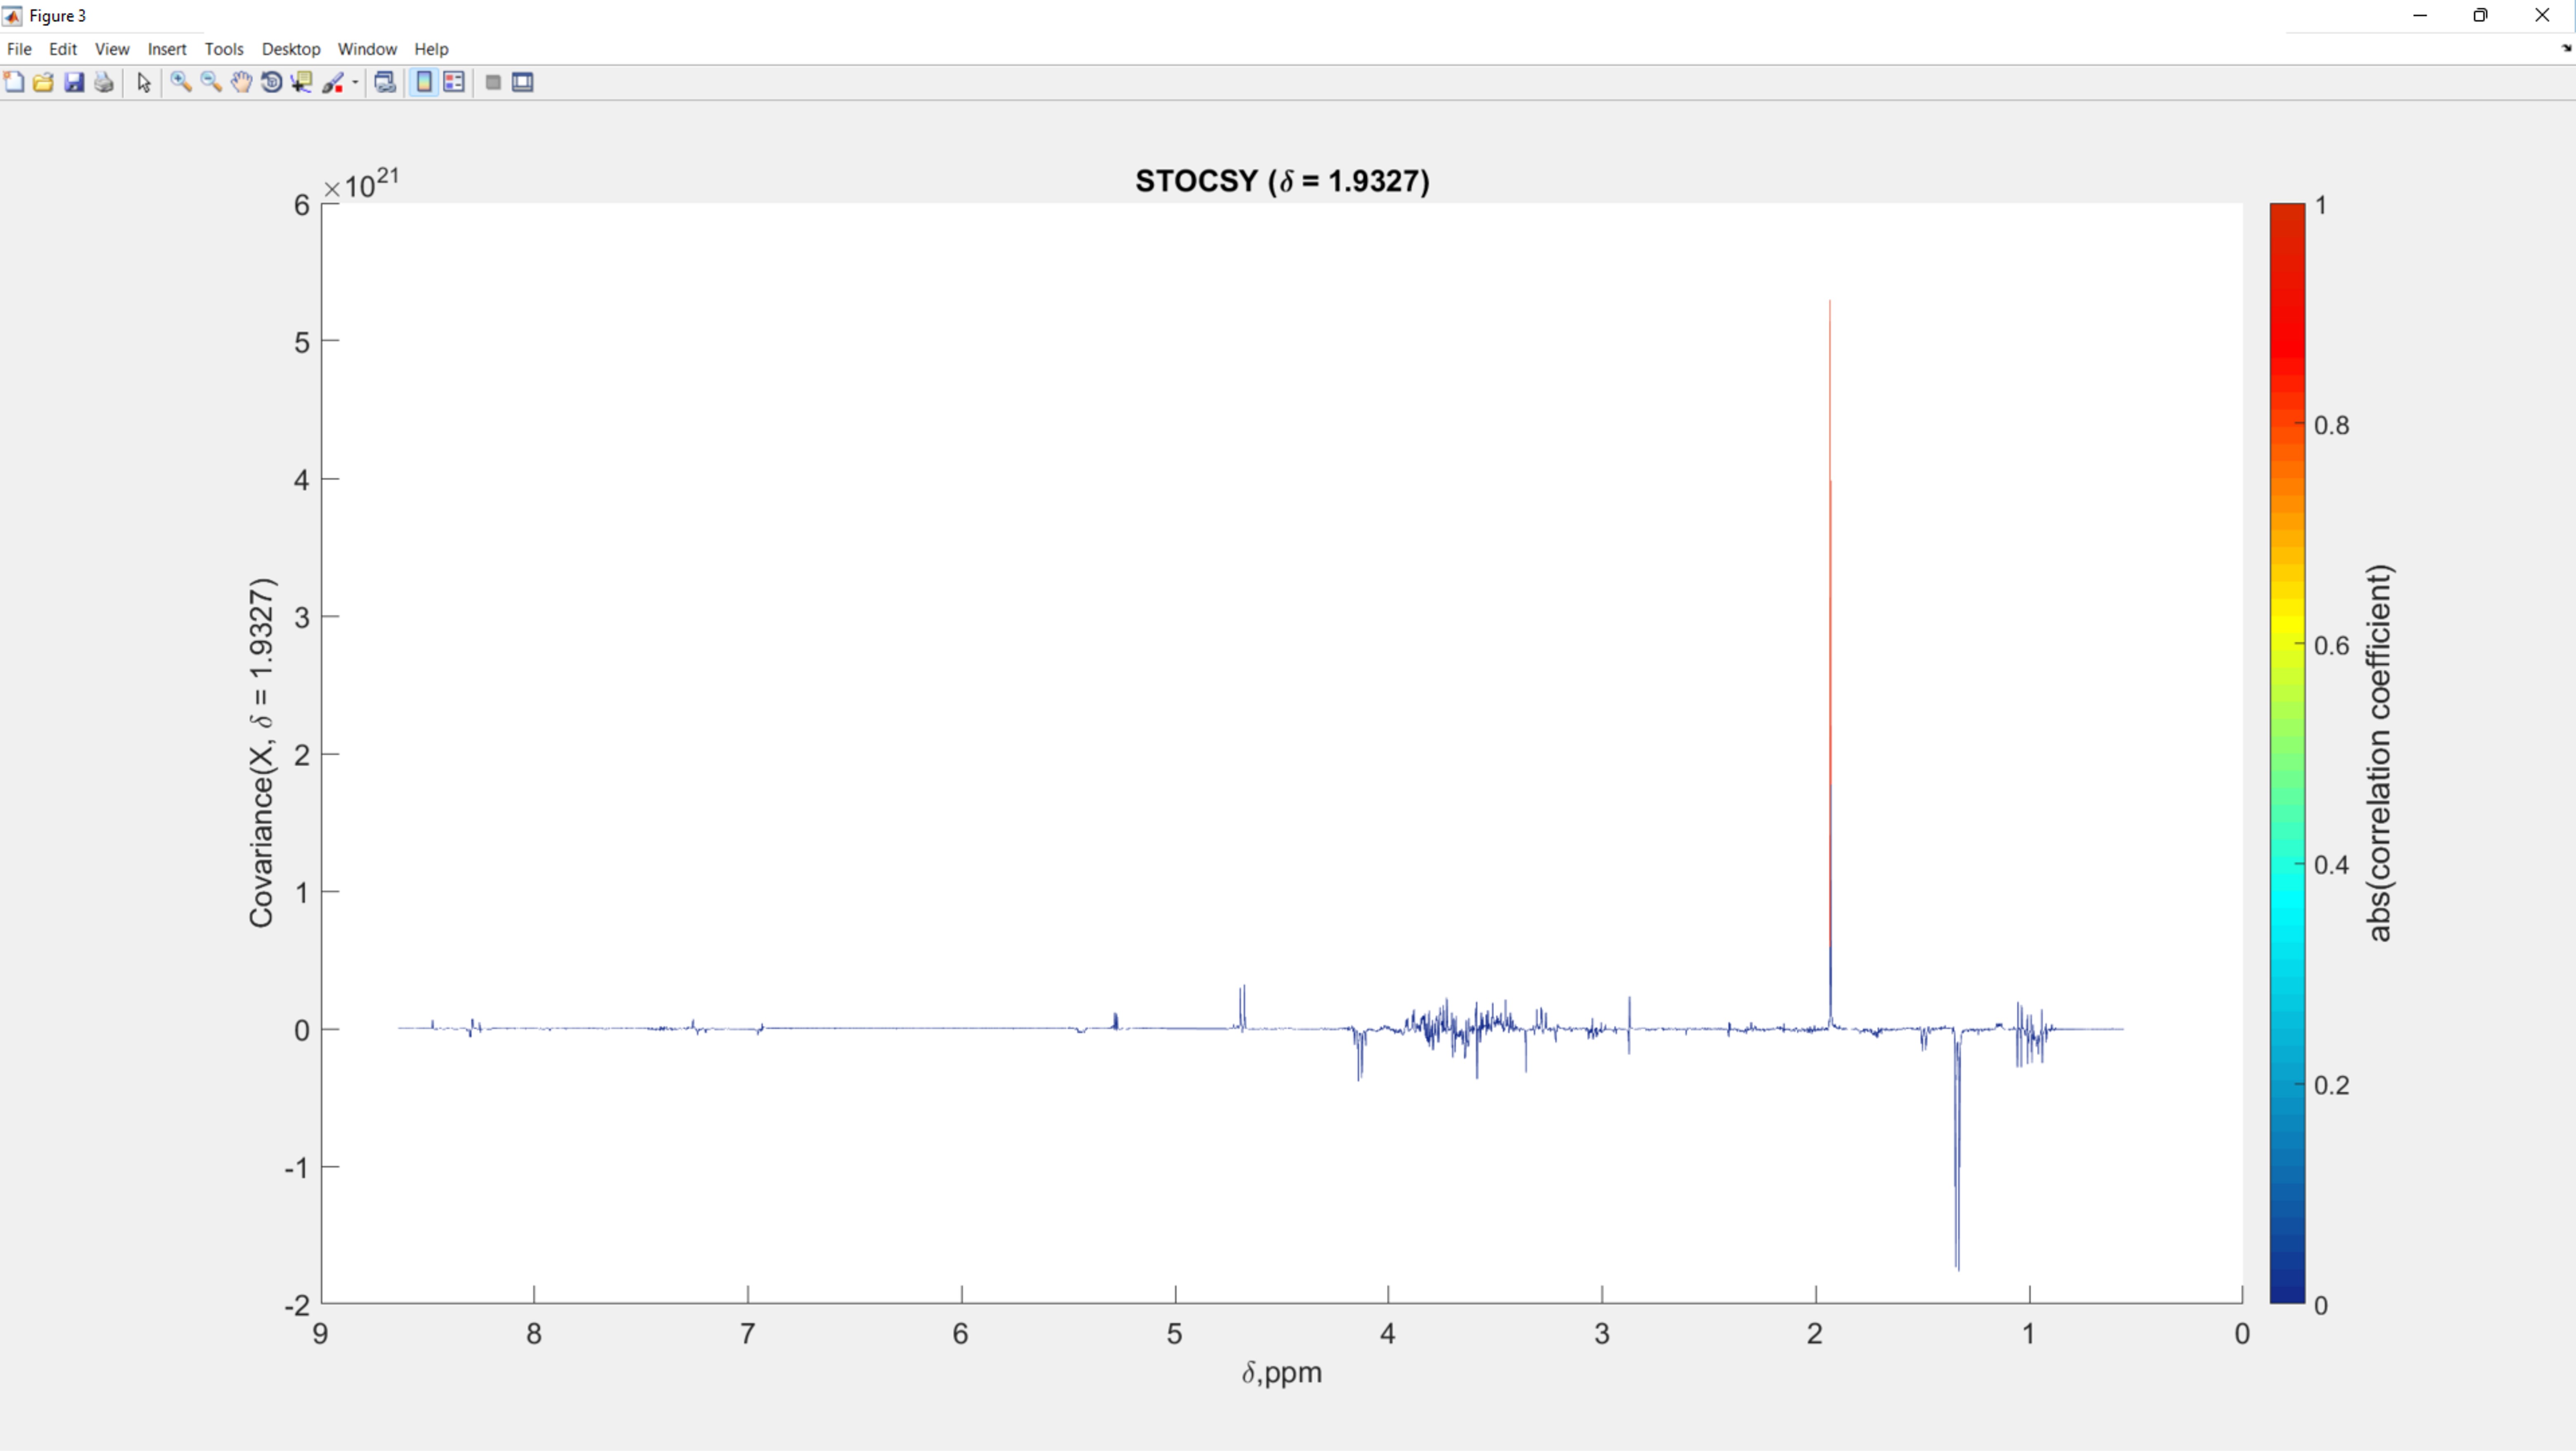 Figure 3
File Edit View Insert Tools Desktop Window Help
STOCSY (δ = 1.9327)
×10^21
6
5
4
3
2
1
0
-1
-2
Covariance(X, δ = 1.9327)
9 8 7 6 5 4 3 2 1 0
δ,ppm
1
0.8
0.6
0.4
0.2
0
abs(correlation coefficient)